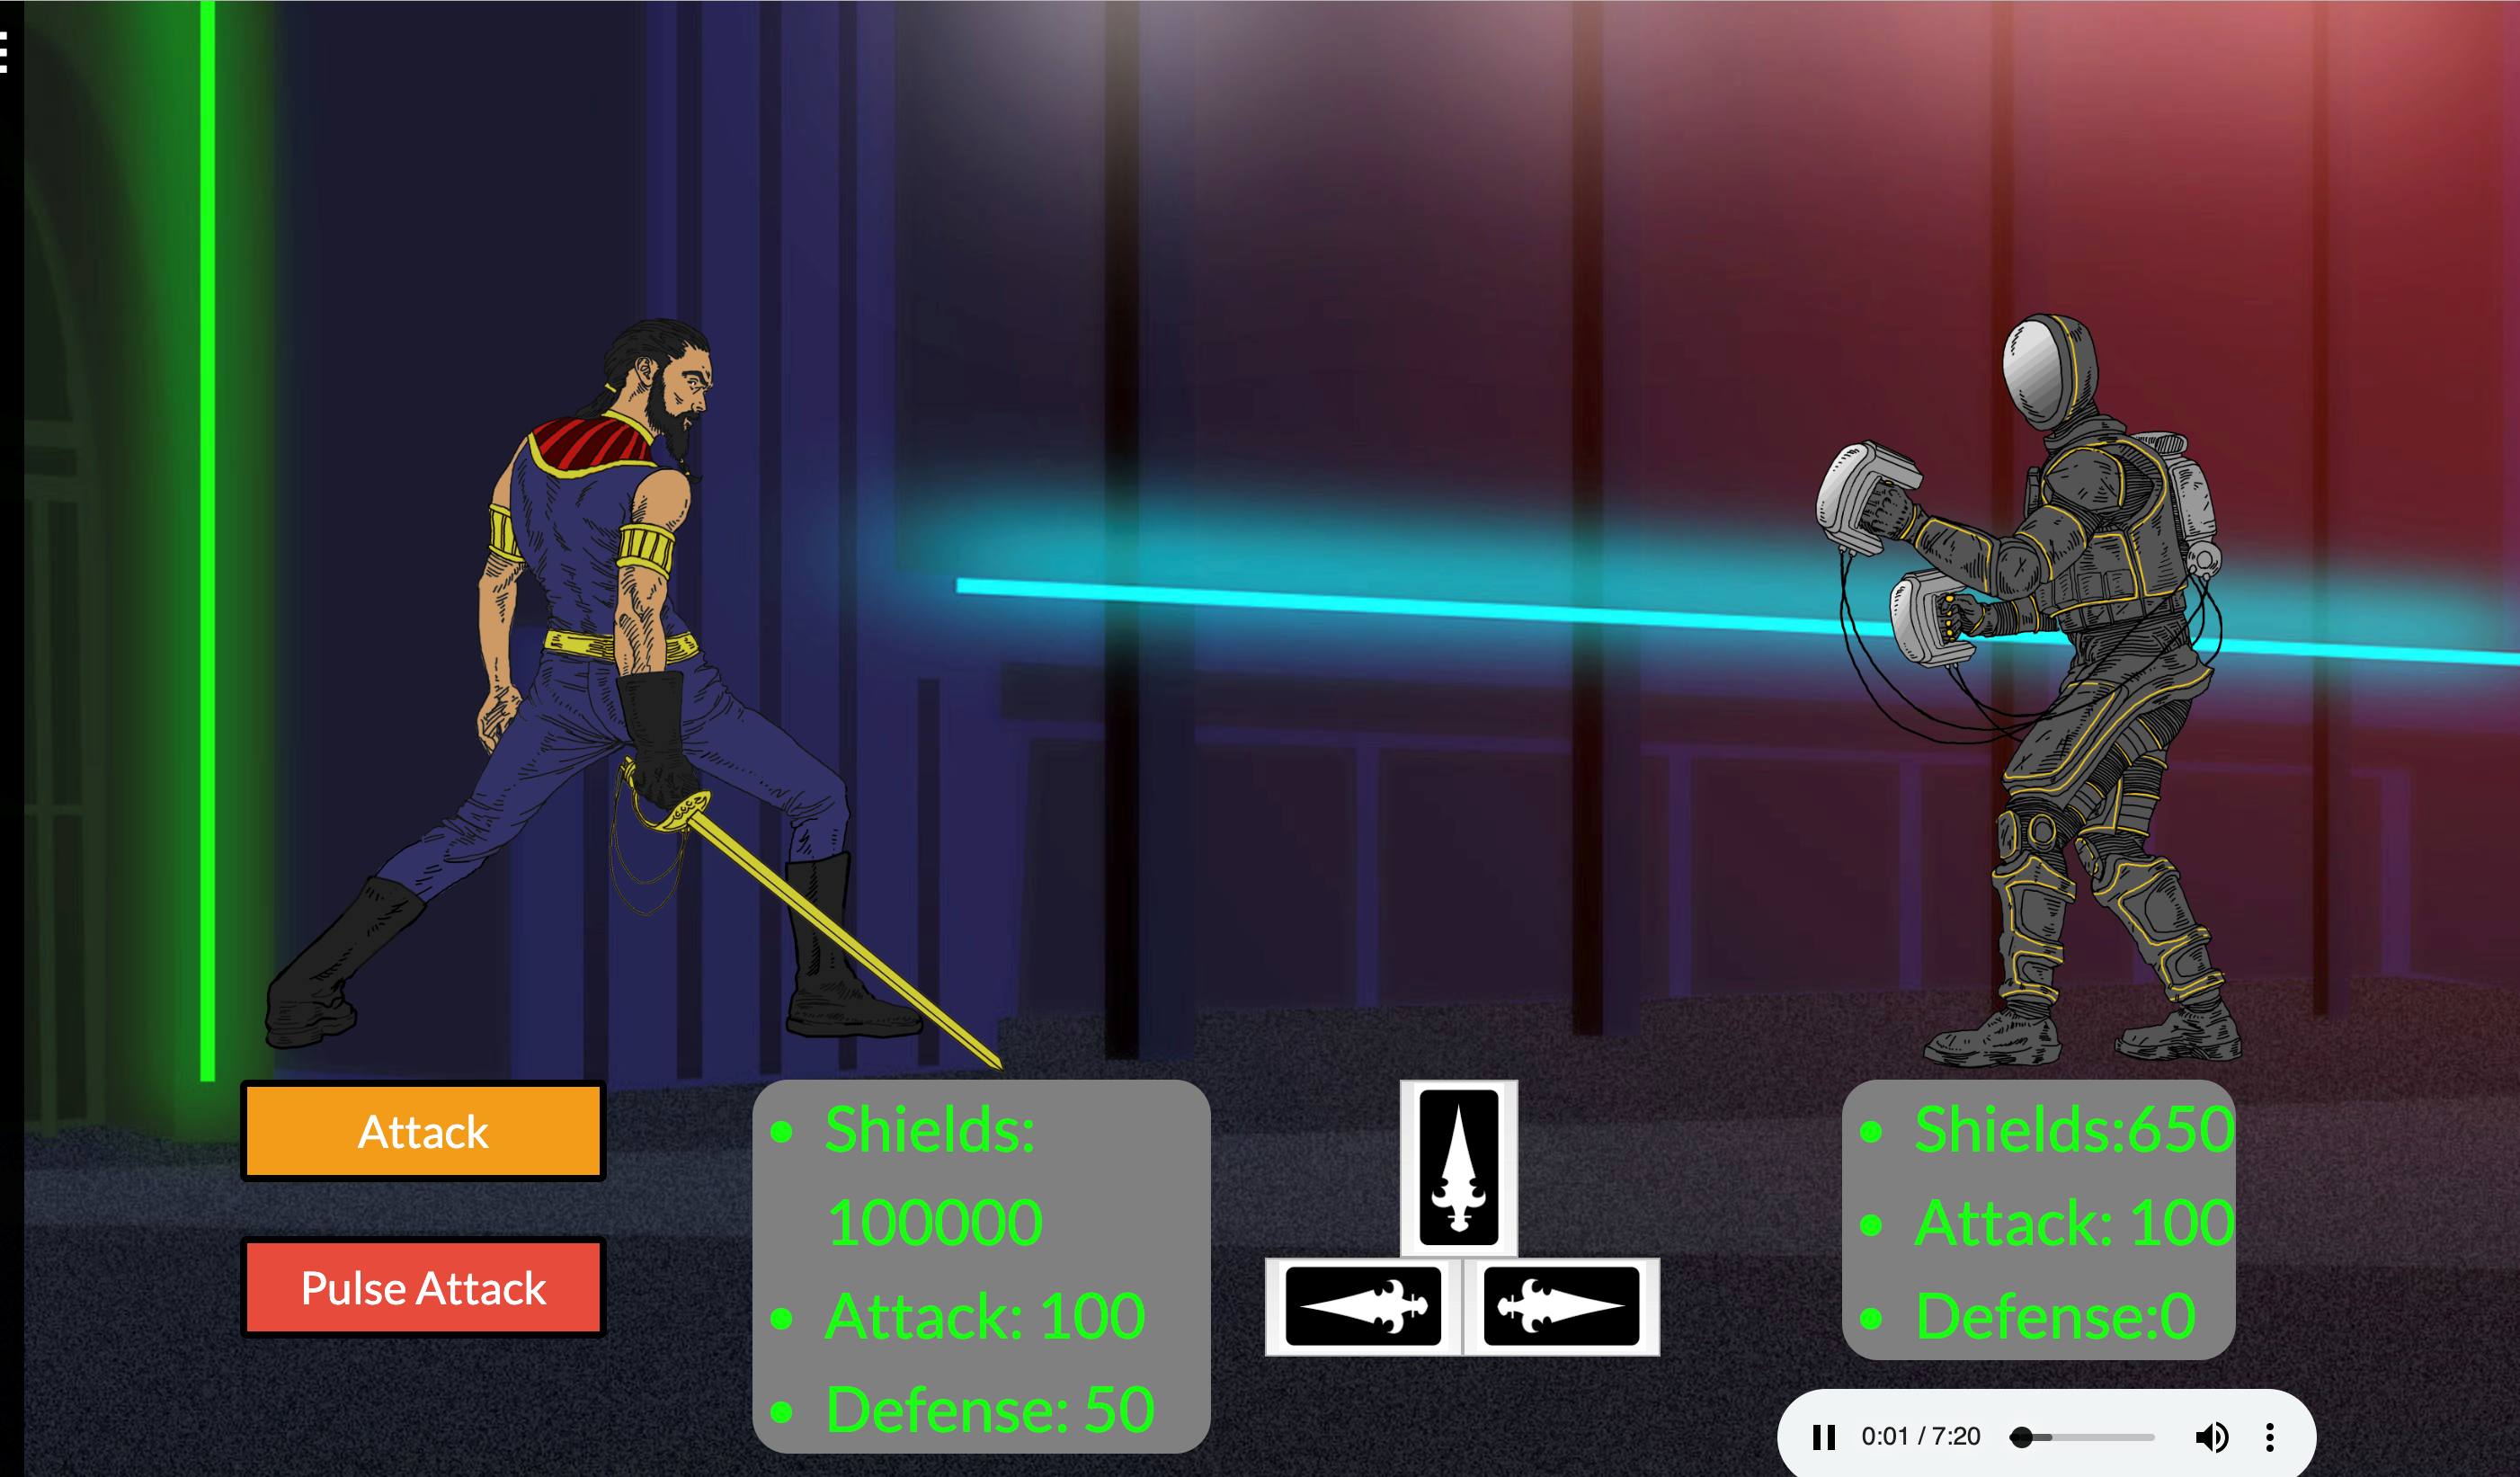 Attack
Pulse Attack
Shields:
100000
Attack: 100
Defense: 50
Shields:650
Attack: 100
Defense:0
0:01 / 7:20